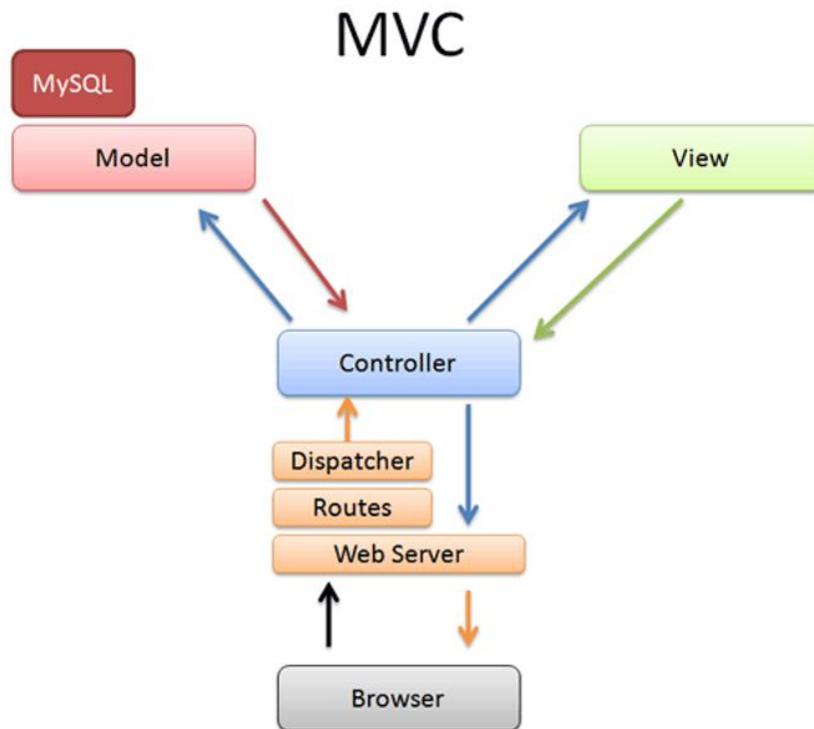 MVC
MySQL
Model
View
Controller
Dispatcher
Routes
Web Server
Browser